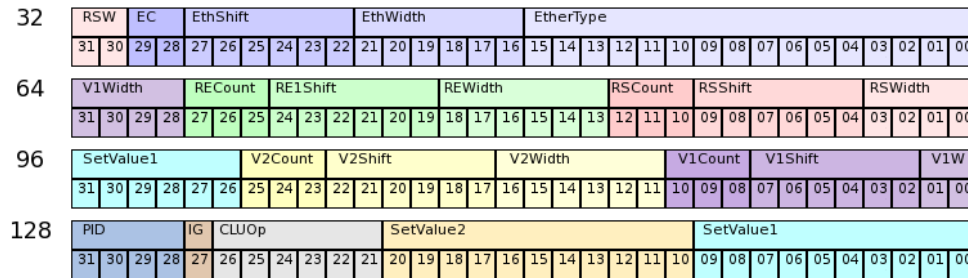 32 RSW EC EthShift EthWidth EtherType
31 30 29 28 27 26 25 24 23 22 21 20 19 18 17 16 15 14 13 12 11 10 09 08 07 06 05 04 03 02 01 00
64 V1Width RECount RE1Shift REWidth RSCount RSShift RSWidth
31 30 29 28 27 26 25 24 23 22 21 20 19 18 17 16 15 14 13 12 11 10 09 08 07 06 05 04 03 02 01 00
96 SetValue1 V2Count V2Shift V2Width V1Count V1Shift V1W
31 30 29 28 27 26 25 24 23 22 21 20 19 18 17 16 15 14 13 12 11 10 09 08 07 06 05 04 03 02 01 00
128 PID IG CLUOp SetValue2 SetValue1
31 30 29 28 27 26 25 24 23 22 21 20 19 18 17 16 15 14 13 12 11 10 09 08 07 06 05 04 03 02 01 00